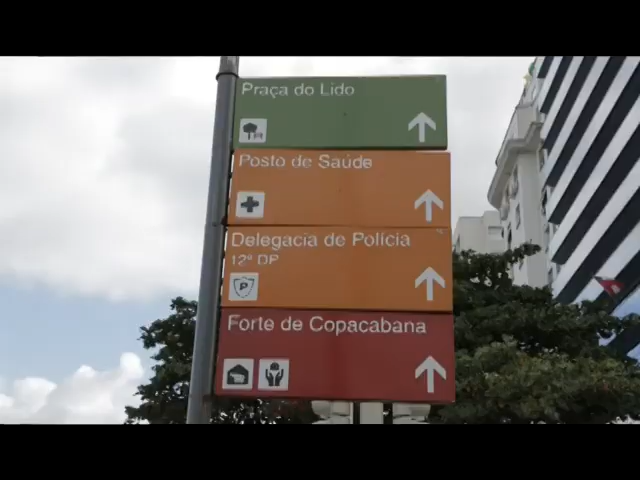 Praça do Lido
Posto de Saúde
Delegacia de Polícia
12ª DP
P
Forte de Copacabana